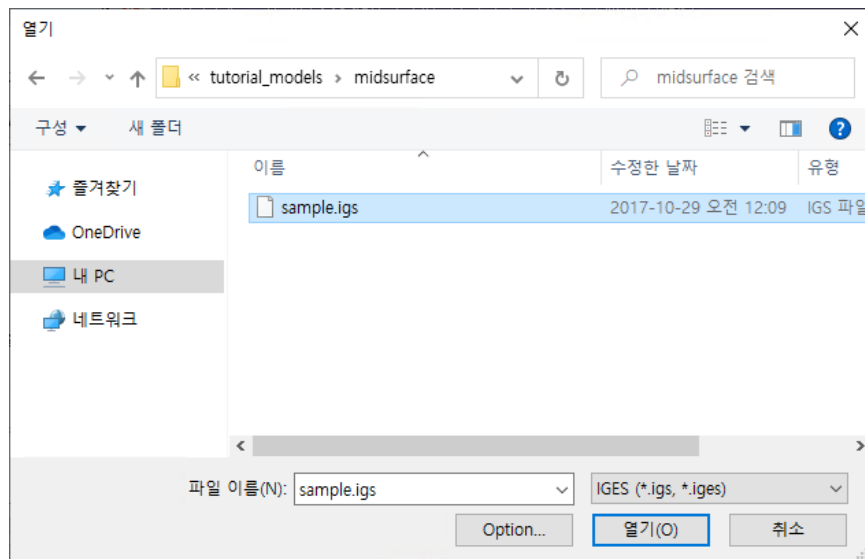 열기
« tutorial_models > midsurface
midsurface 검색
구성
새 폴더
이름
수정한 날짜
유형
즐겨찾기
OneDrive
내 PC
네트워크
sample.igs
2017-10-29 오전 12:09
IGS 파일
파일 이름(N):
sample.igs
IGES (*.igs, *.iges)
Option...
열기(O)
취소